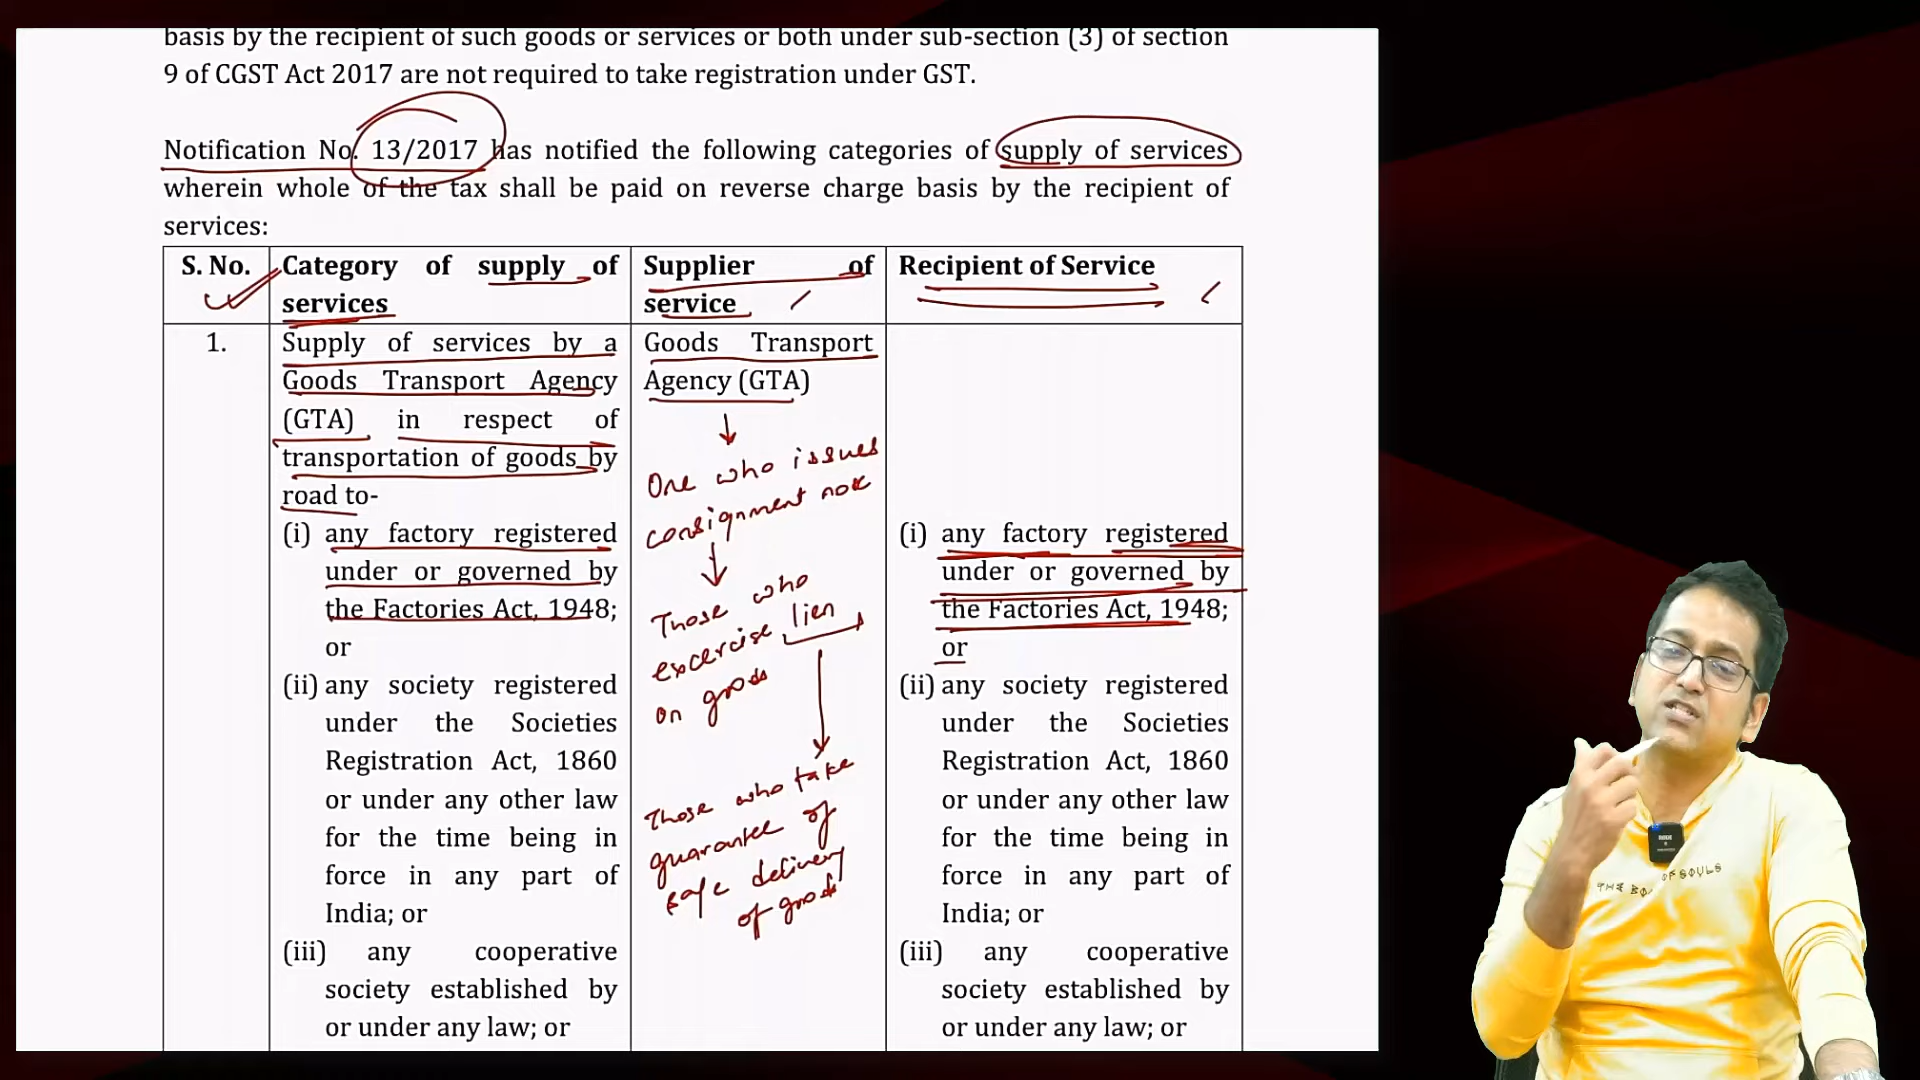 basis by the recipient of such goods or services or both under sub-section (3) of section
9 of CGST Act 2017 are not required to take registration under GST.
Notification No. 13/2017 has notified the following categories of supply of services
wherein whole of the tax shall be paid on reverse charge basis by the recipient of
services:
S. No.
Category of supply of
services
Supplier of
service
Recipient of Service
1.
Supply of services by a
Goods Transport Agency
(GTA) in respect of
transportation of goods by
road to-
(i) any factory registered
under or governed by
the Factories Act, 1948;
or
(ii) any society registered
under the Societies
Registration Act, 1860
or under any other law
for the time being in
force in any part of
India; or
(iii) any cooperative
society established by
or under any law; or
Goods Transport
Agency (GTA)
One who issues
consignment note
Those who
excercise lien
on goods
Those who take
guarantee of
safe delivery
of goods
(i) any factory registered
under or governed by
the Factories Act, 1948;
or
(ii) any society registered
under the Societies
Registration Act, 1860
or under any other law
for the time being in
force in any part of
India; or
(iii) any cooperative
society established by
or under any law; or
THE BO OF SOULS